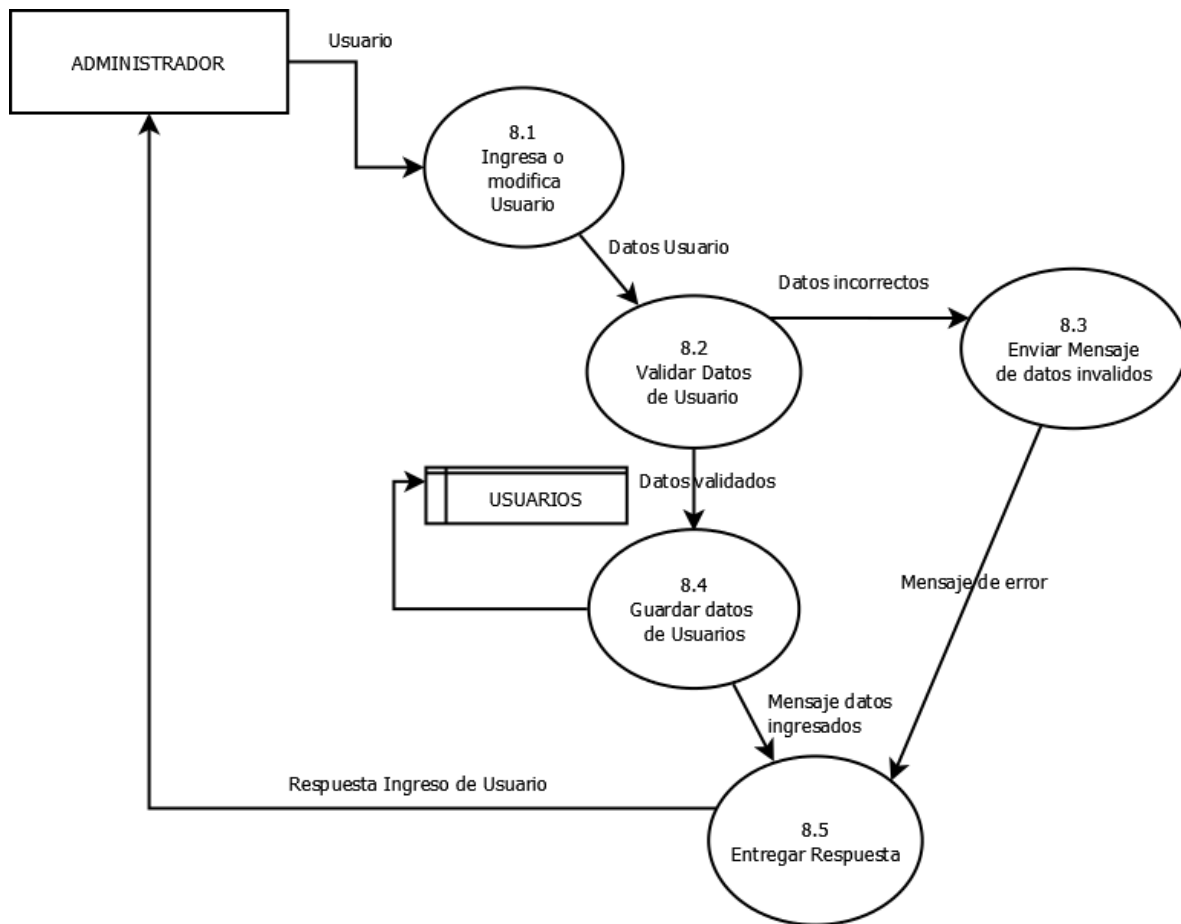 Usuario
ADMINISTRADOR
8.1
Ingresa o
modifica
Usuario
Datos Usuario
Datos incorrectos
8.2
Validar Datos
de Usuario
8.3
Enviar Mensaje
de datos invalidos
Datos validados
USUARIOS
8.4
Guardar datos
de Usuarios
Mensaje de error
Mensaje datos
ingresados
Respuesta Ingreso de Usuario
8.5
Entregar Respuesta